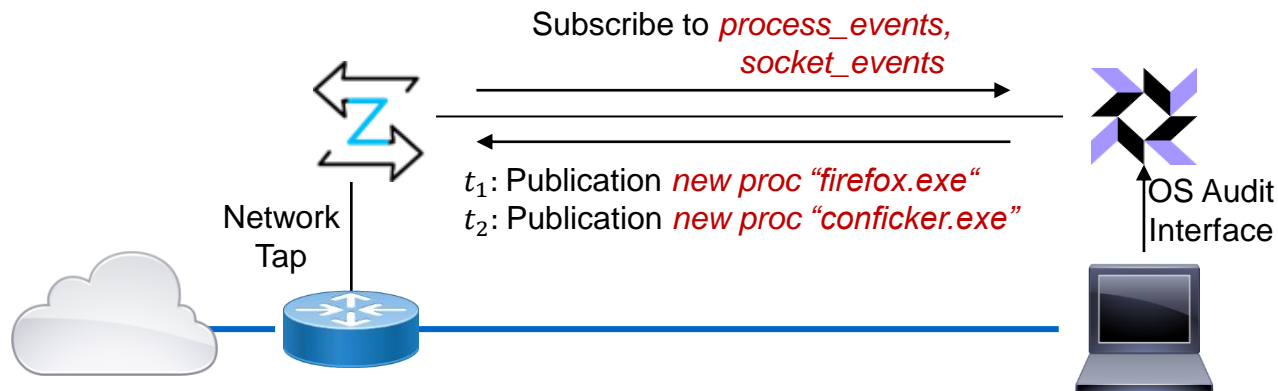 Subscribe to process_events,
socket_events
Z
t₁: Publication new proc “firefox.exe“
t₂: Publication new proc “conficker.exe”
Network
Tap
OS Audit
Interface